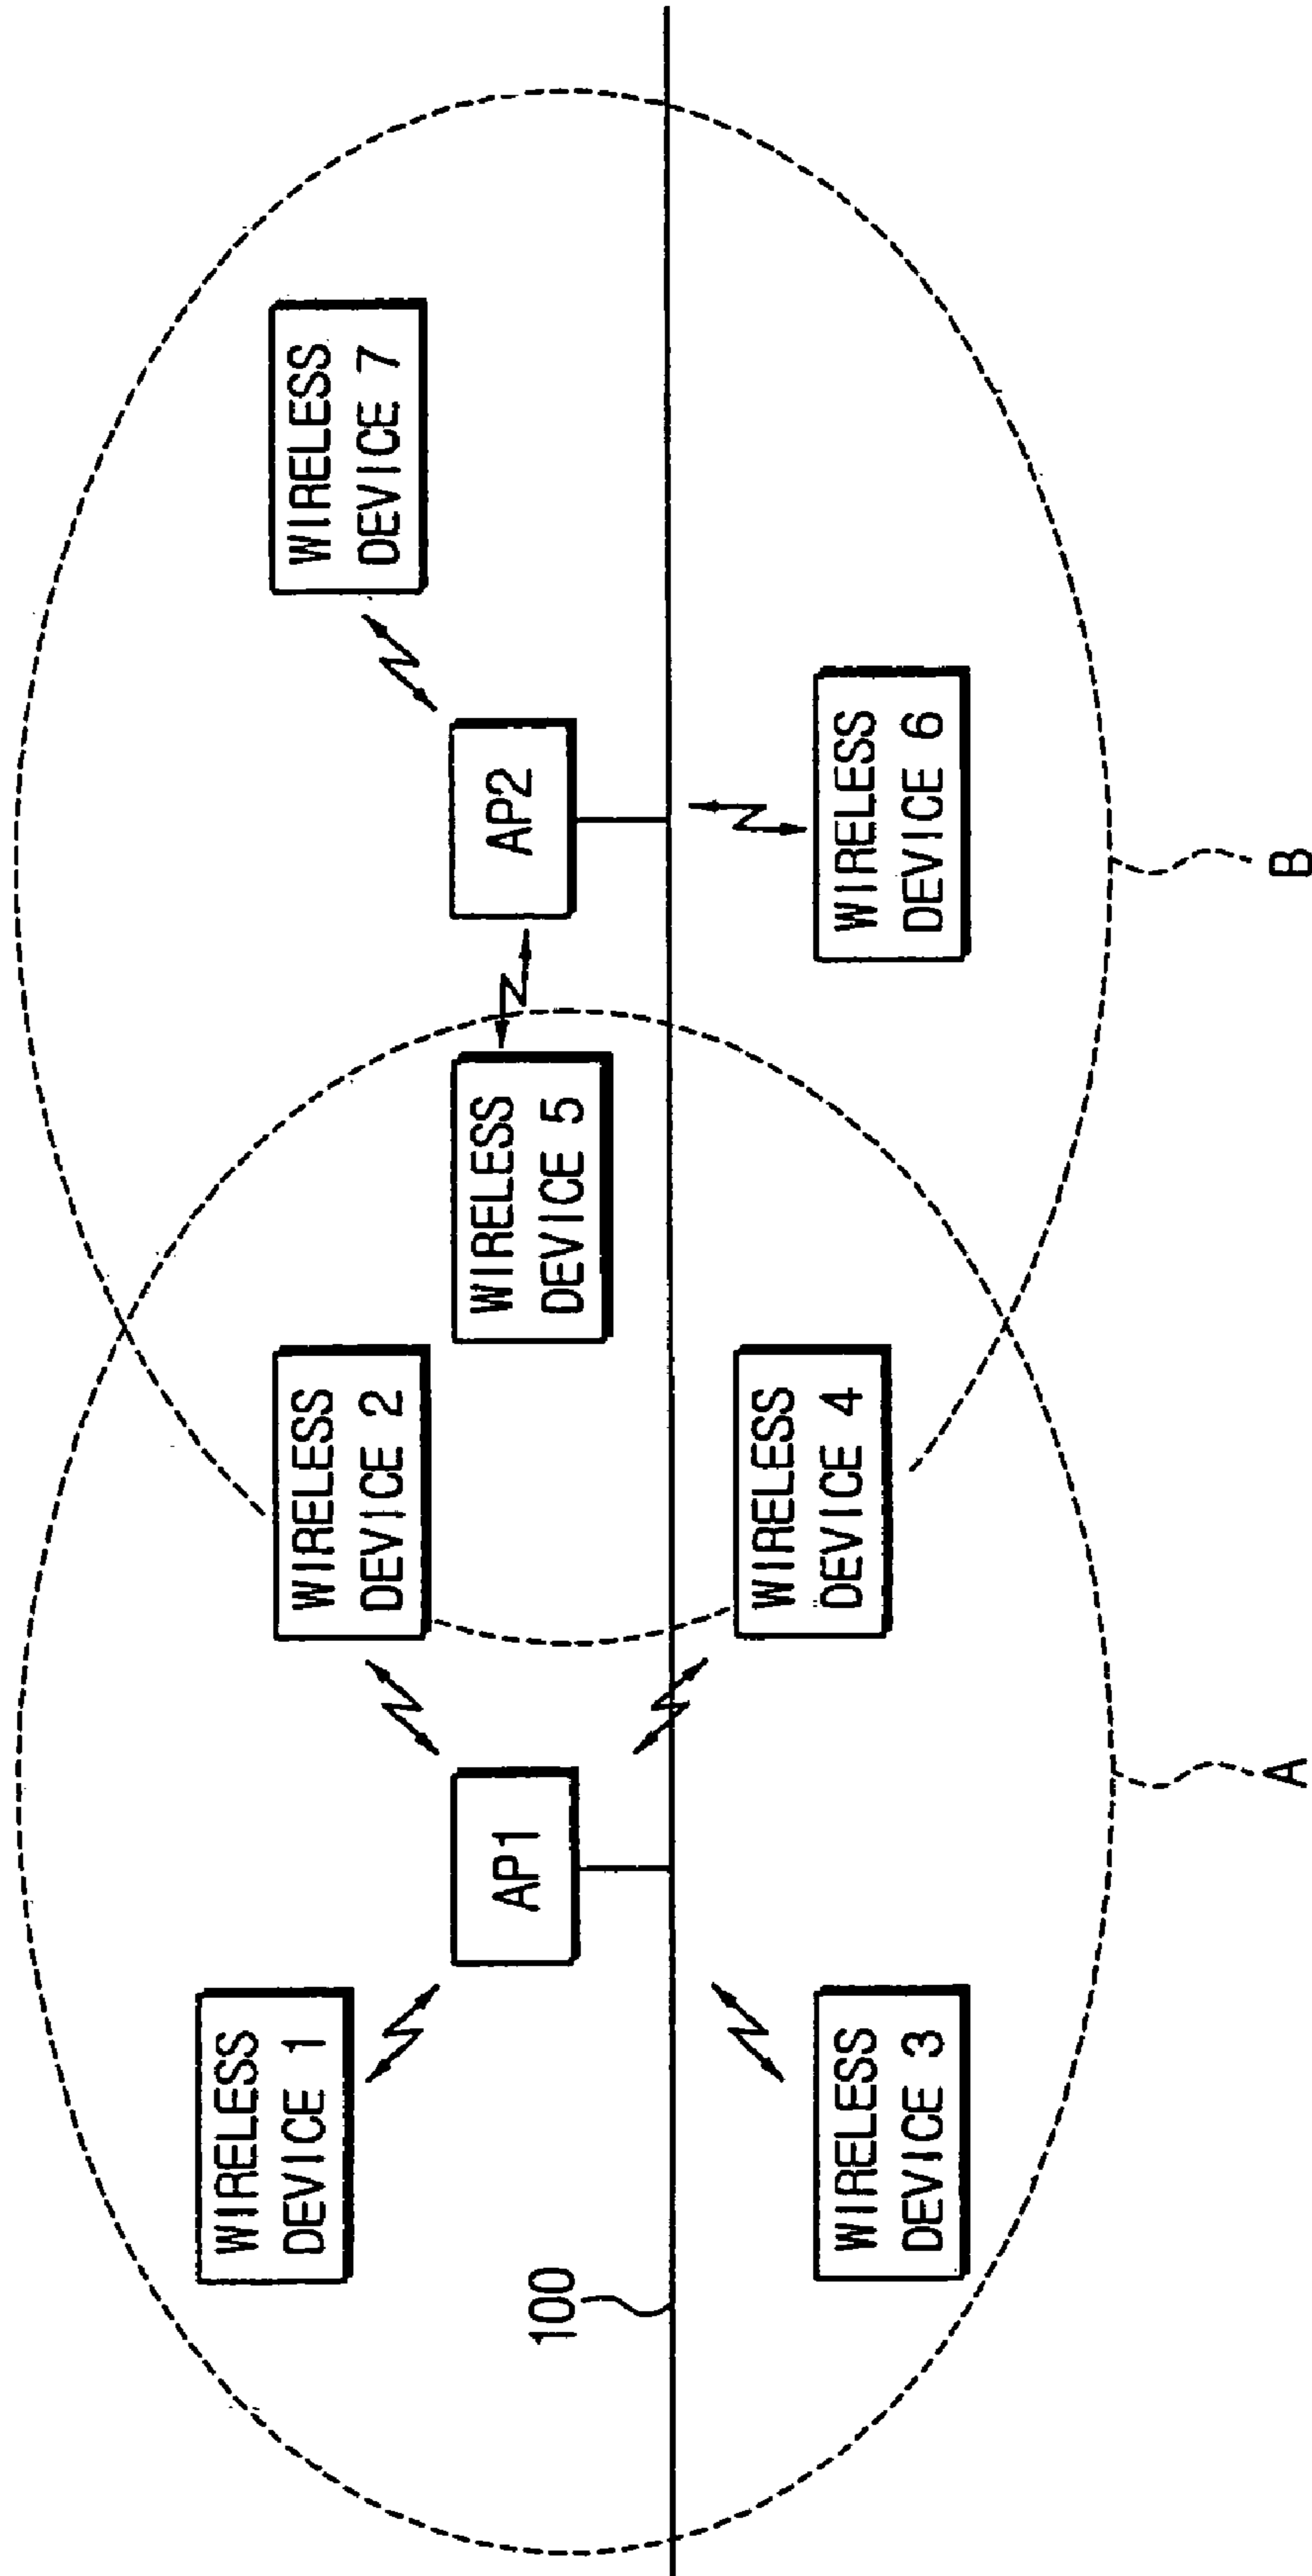 WIRELESS
DEVICE 1
WIRELESS
DEVICE 2
WIRELESS
DEVICE 7
AP1
WIRELESS
DEVICE 5
AP2
100
WIRELESS
DEVICE 3
WIRELESS
DEVICE 4
WIRELESS
DEVICE 6
A
B